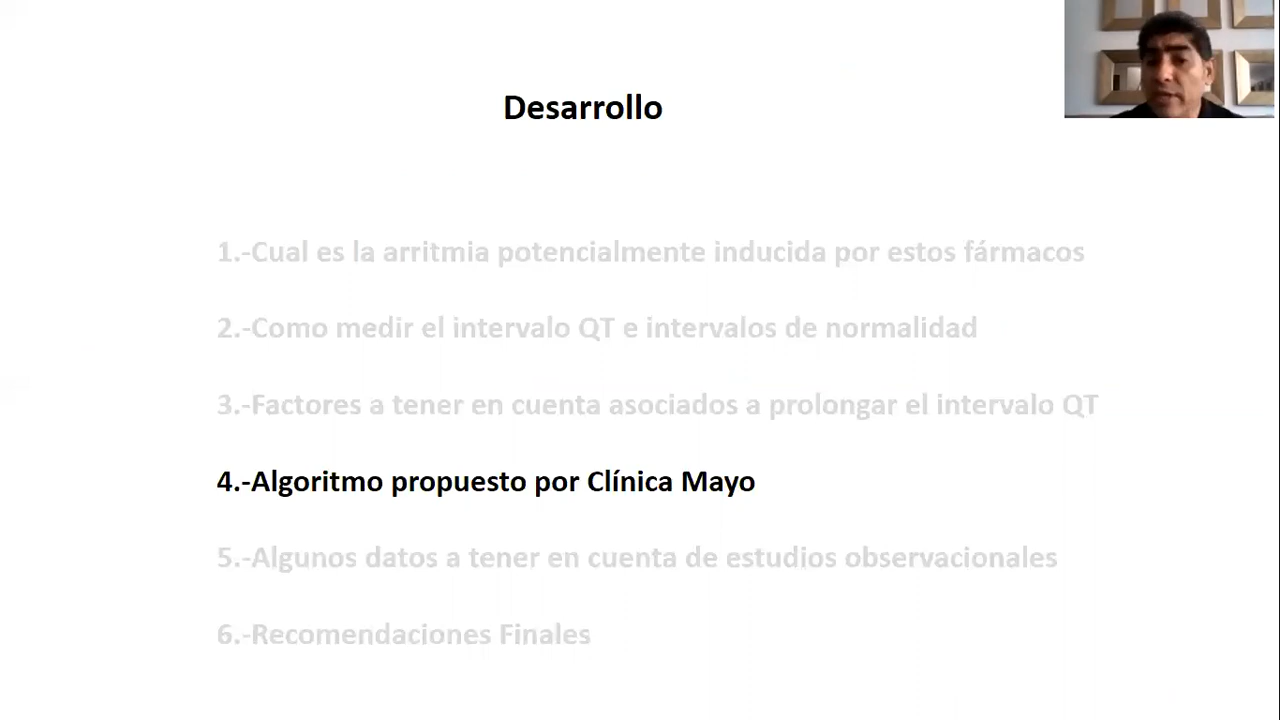 Desarrollo
1.-Cual es la arritmia potencialmente inducida por estos fármacos
2.-Como medir el intervalo QT e intervalos de normalidad
3.-Factores a tener en cuenta asociados a prolongar el intervalo QT
4.-Algoritmo propuesto por Clínica Mayo
5.-Algunos datos a tener en cuenta de estudios observacionales
6.-Recomendaciones Finales